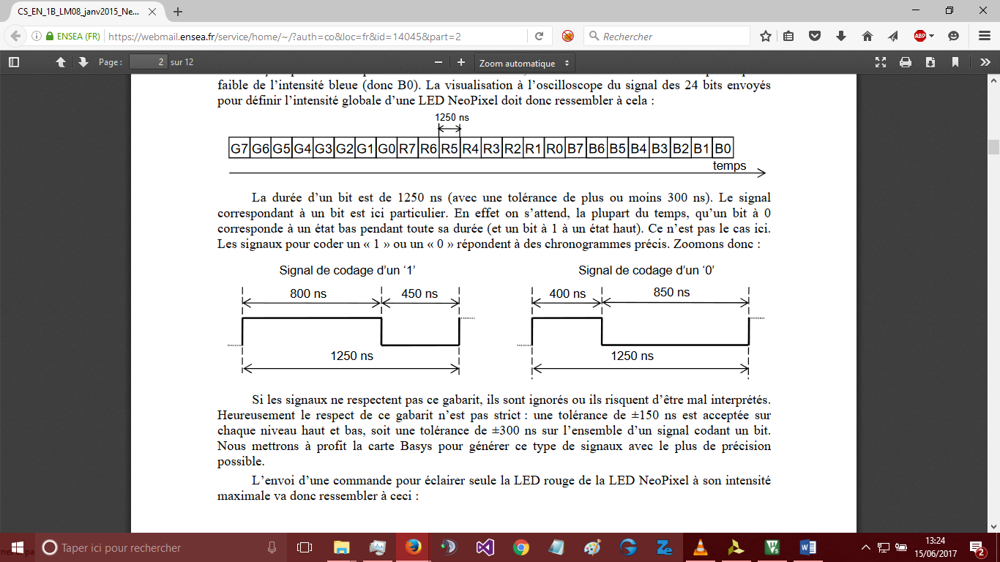 CS_EN_1B_LM08_janv2015_Ne...
ENSEA (FR)
https://webmail.ensea.fr/service/home/~/?auth=co&loc=fr&id=14045&part=2
Rechercher
ABP
Page :
2
sur 12
Zoom automatique
faible de l’intensité bleue (donc B0). La visualisation à l’oscilloscope du signal des 24 bits envoyés
pour définir l’intensité globale d’une LED NeoPixel doit donc ressembler à cela :
1250 ns
G7 G6 G5 G4 G3 G2 G1 G0 R7 R6 R5 R4 R3 R2 R1 R0 B7 B6 B5 B4 B3 B2 B1 B0
temps
La durée d’un bit est de 1250 ns (avec une tolérance de plus ou moins 300 ns). Le signal
correspondant à un bit est ici particulier. En effet on s’attend, la plupart du temps, qu’un bit à 0
corresponde à un état bas pendant toute sa durée (et un bit à 1 à un état haut). Ce n’est pas le cas ici.
Les signaux pour coder un « 1 » ou un « 0 » répondent à des chronogrammes précis. Zoomons donc :
Signal de codage d’un ‘1’
800 ns
450 ns
1250 ns
Signal de codage d’un ‘0’
400 ns
850 ns
1250 ns
Si les signaux ne respectent pas ce gabarit, ils sont ignorés ou ils risquent d’être mal interprétés.
Heureusement le respect de ce gabarit n’est pas strict : une tolérance de ±150 ns est acceptée sur
chaque niveau haut et bas, soit une tolérance de ±300 ns sur l’ensemble d’un signal codant un bit.
Nous mettrons à profit la carte Basys pour générer ce type de signaux avec le plus de précision
possible.
L’envoi d’une commande pour éclairer seule la LED rouge de la LED NeoPixel à son intensité
maximale va donc ressembler à ceci :
Taper ici pour rechercher
13:24
15/06/2017
2